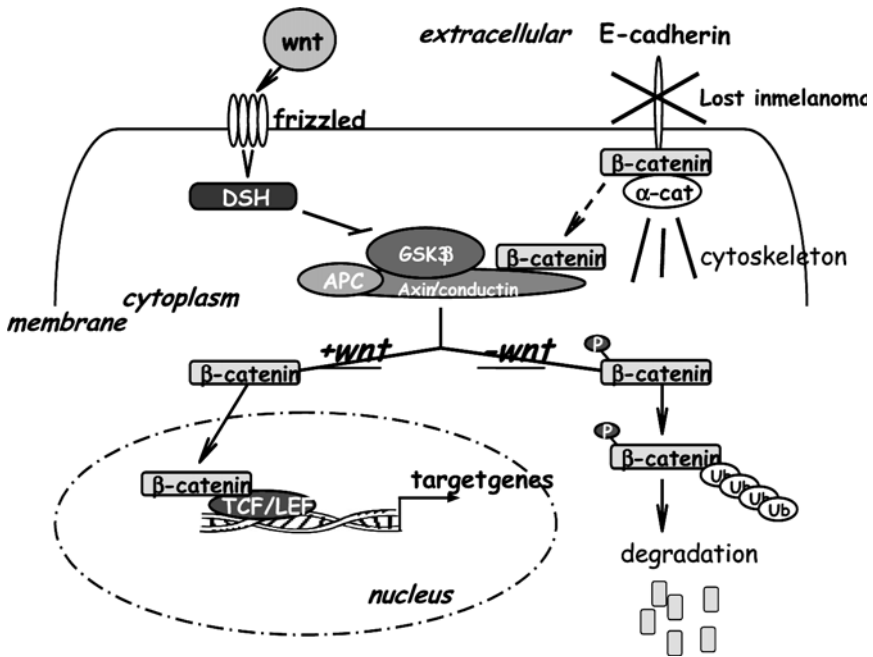 wnt
extracellular
E-cadherin
Lost inmelanoma
frizzled
β-catenin
α-cat
DSH
GSK3β
β-catenin
cytoskeleton
APC
Axin/conductin
cytoplasm
membrane
+wnt
-wnt
P
β-catenin
β-catenin
P
β-catenin
Ub
Ub
Ub
Ub
β-catenin
targetgenes
TCF/LEF
degradation
nucleus